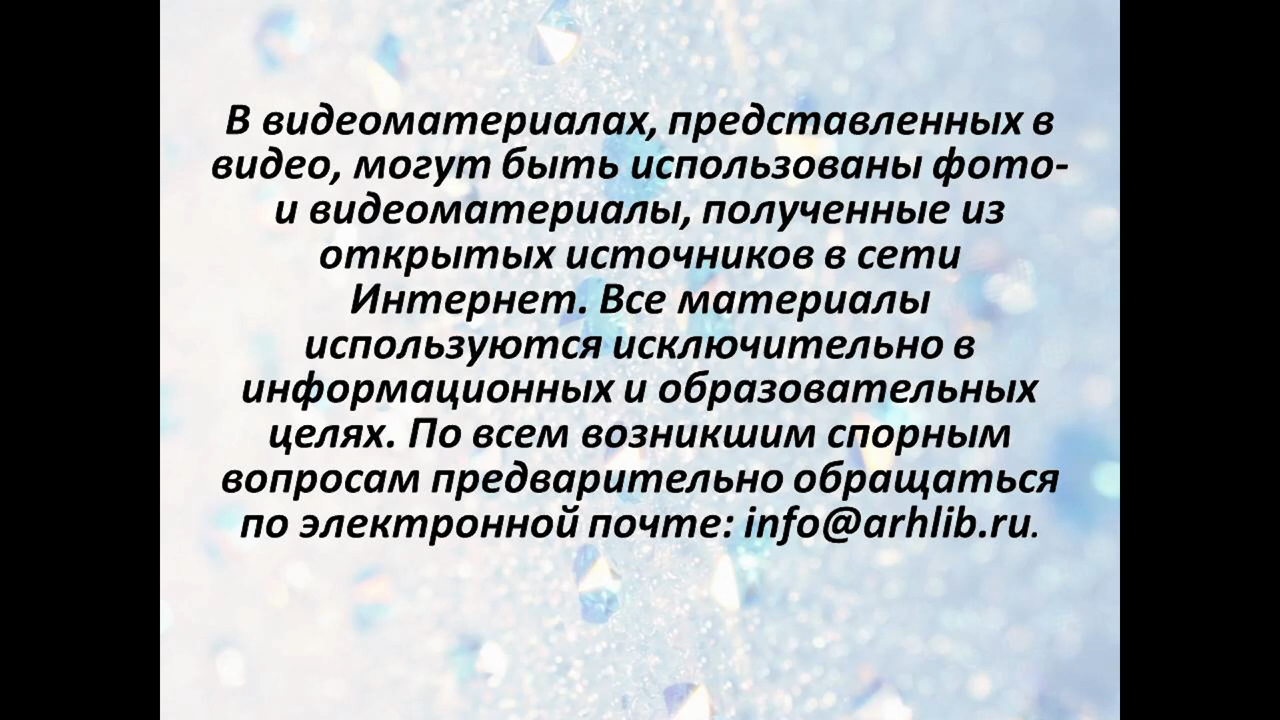 В видеоматериалах, представленных в
видео, могут быть использованы фото-
и видеоматериалы, полученные из
открытых источников в сети
Интернет. Все материалы
используются исключительно в
информационных и образовательных
целях. По всем возникшим спорным
вопросам предварительно обращаться
по электронной почте: info@arhlib.ru.